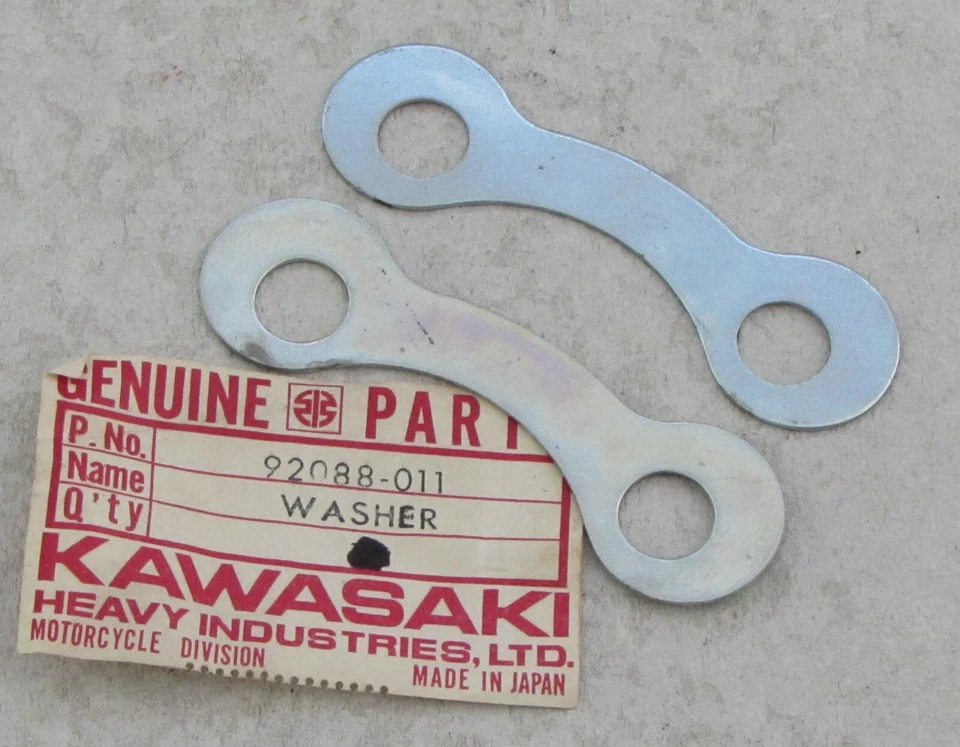 GENUINE PART
P. No. 92088-011
Name WASHER
Q'ty
KAWASAKI
HEAVY INDUSTRIES, LTD.
MOTORCYCLE DIVISION
MADE IN JAPAN